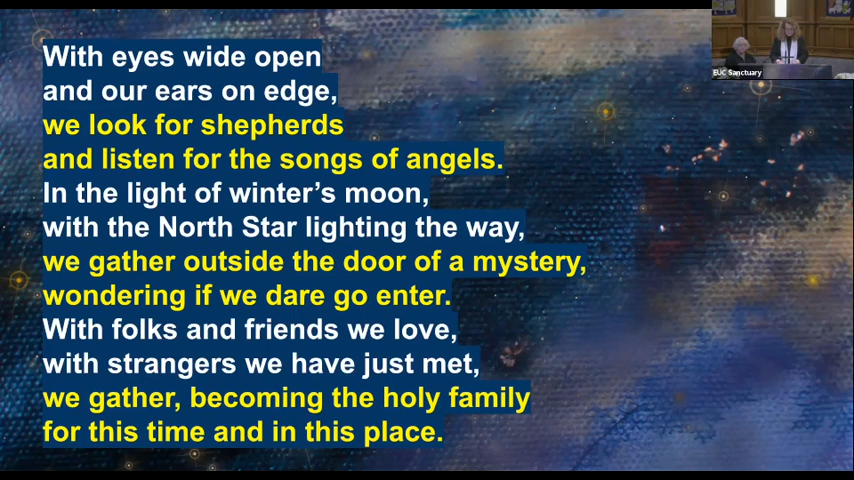 With eyes wide open
and our ears on edge,
we look for shepherds
and listen for the songs of angels.
In the light of winter’s moon,
with the North Star lighting the way,
we gather outside the door of a mystery,
wondering if we dare go enter.
With folks and friends we love,
with strangers we have just met,
we gather, becoming the holy family
for this time and in this place.
EUC Sanctuary